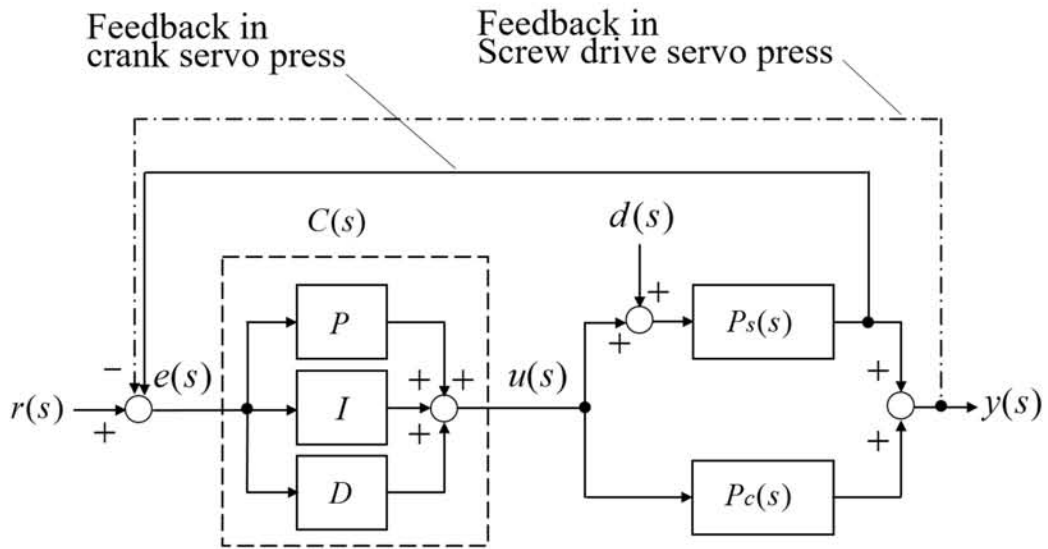 Feedback in
crank servo press
Feedback in
Screw drive servo press
C(s)
d(s)
+
P
Ps(s)
+
−
e(s)
+
+
u(s)
+
r(s)
I
y(s)
+
+
+
D
Pc(s)